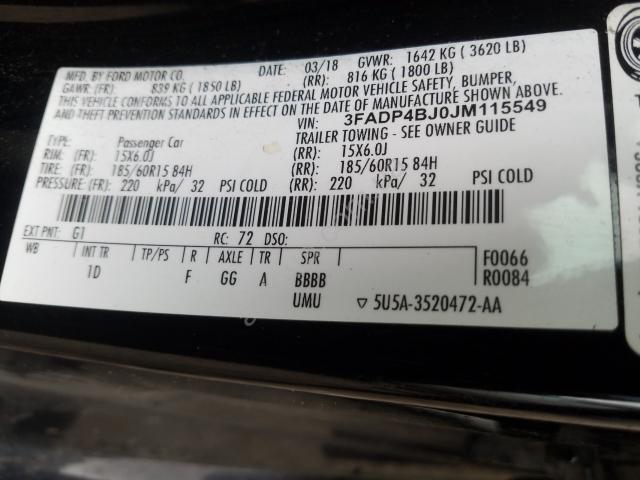 MFD. BY FORD MOTOR CO. DATE: 03/18 GVWR: 1642 KG ( 3620 LB)
GAWR: (FR): 839 KG ( 1850 LB) (RR): 816 KG ( 1800 LB)
THIS VEHICLE CONFORMS TO ALL APPLICABLE FEDERAL MOTOR VEHICLE SAFETY, BUMPER,
AND THEFT PREVENTION STANDARDS IN EFFECT ON THE DATE OF MANUFACTURE SHOWN ABOVE.
VIN: 3FADP4BJ0JM115549
TYPE: Passenger Car TRAILER TOWING - SEE OWNER GUIDE
RIM: (FR): 15X6.0J (RR): 15X6.0J
TIRE: (FR): 185/60R15 84H (RR): 185/60R15 84H
PRESSURE: (FR): 220 kPa/ 32 PSI COLD (RR): 220 kPa/ 32 PSI COLD
EXT PNT: G1 RC: 72 DSO:
WB INT TR TP/PS R AXLE TR SPR F0066
1D F GG A BBBB R0084
UMU ▽ 5U5A-3520472-AA